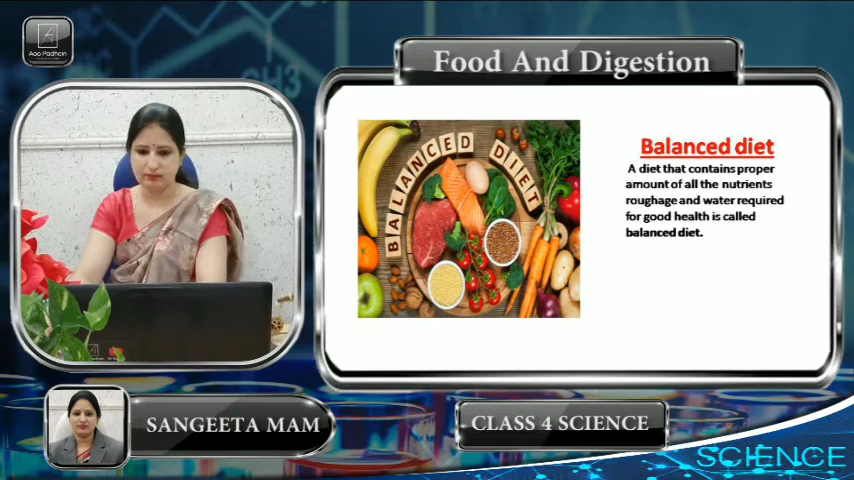 Aao Padhein
CH3
Food And Digestion
BALANCED DIET
Balanced diet
A diet that contains proper
amount of all the nutrients
roughage and water required
for good health is called
balanced diet.
SANGEETA MAM
CLASS 4 SCIENCE
SCIENCE